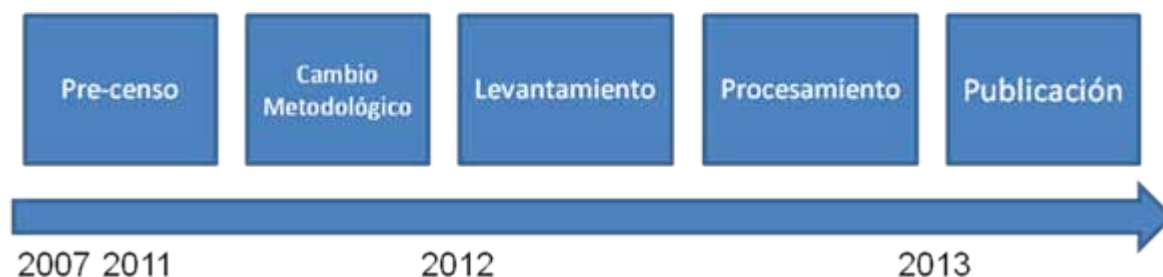 Pre-censo
Cambio
Metodológico
Levantamiento
Procesamiento
Publicación
2007 2011 2012 2013